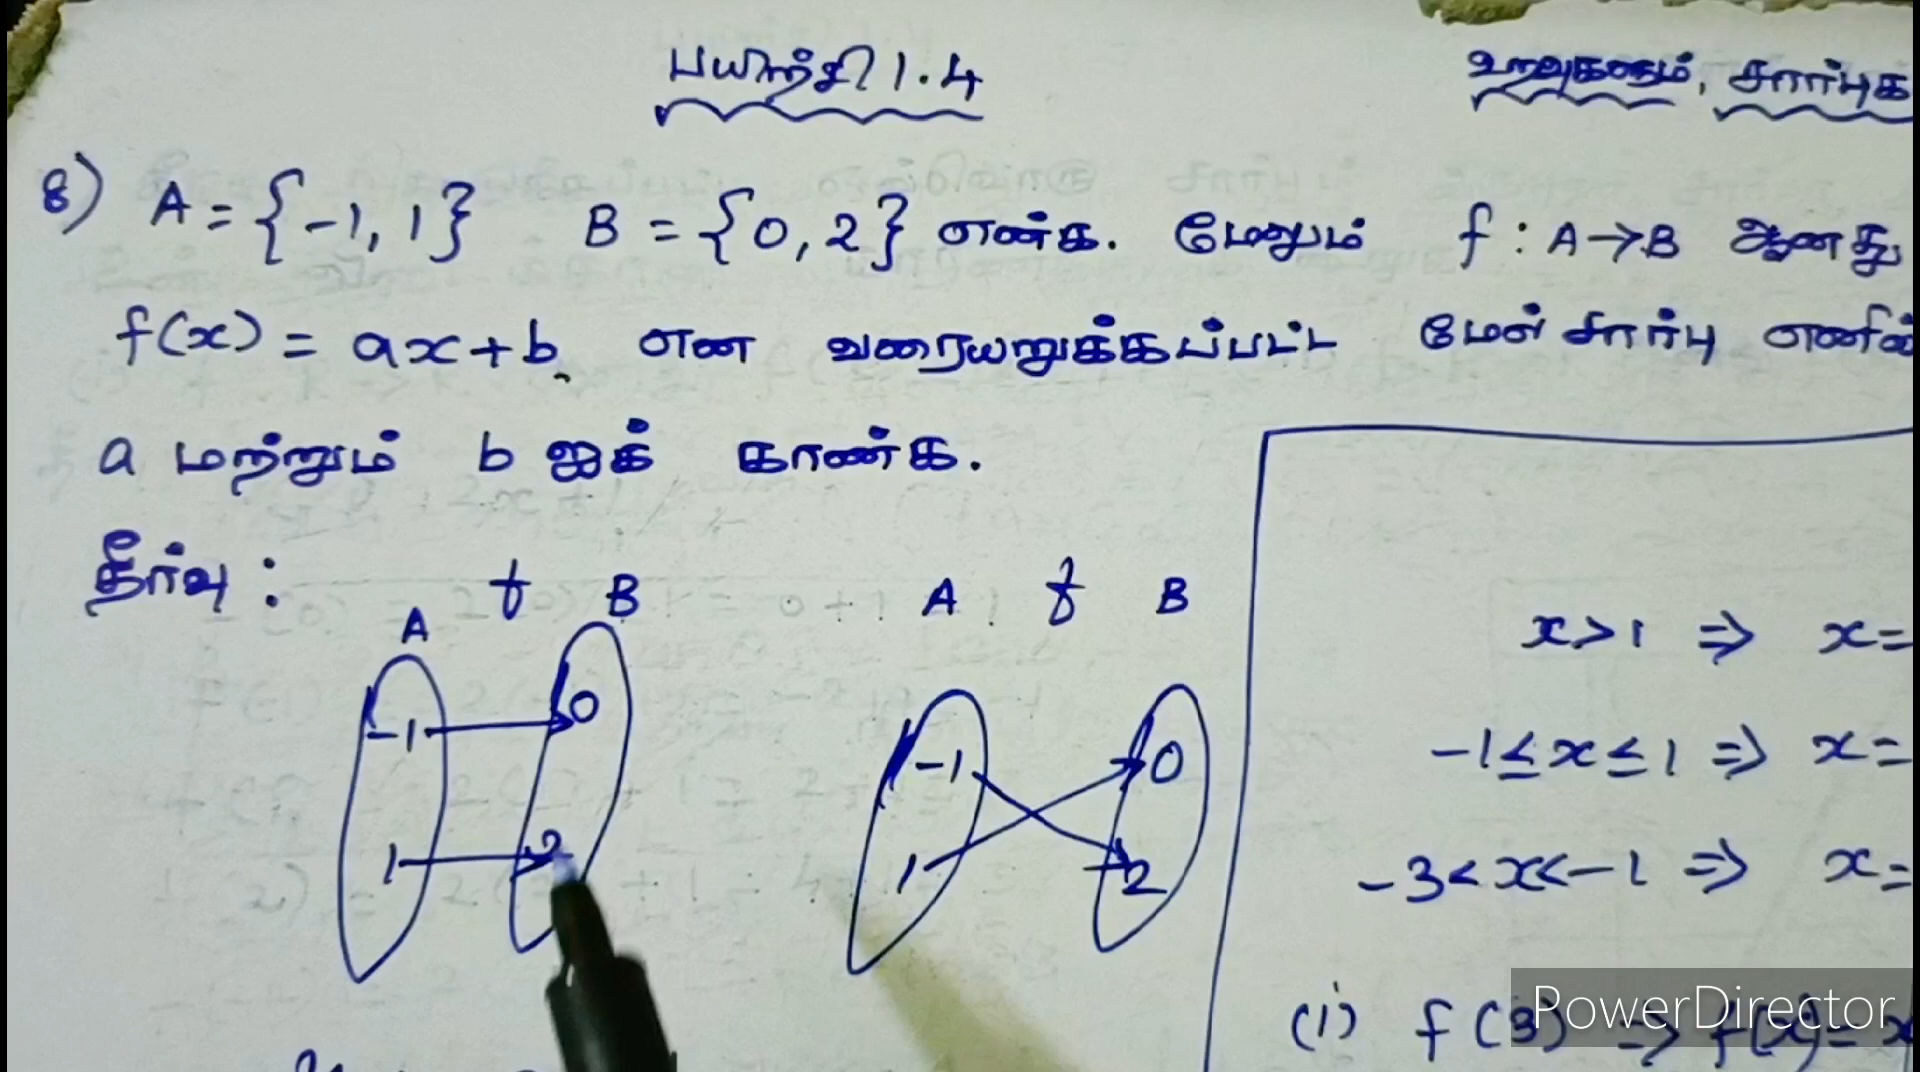 பயிற்சி 1.4
உறவுகளும், சார்புக
8) A = {-1, 1} B = {0, 2} என்க. மேலும் f : A→B ஆனது
f(x) = ax+b என வரையறுக்கப்பட்ட மேல் சார்பு எனில்
a மற்றும் b ஐக் காண்க.
தீர்வு :
A f B
-1 0
1 2
A f B
-1 0
1 2
x>1 ⇒ x=
-1≤x≤1 ⇒ x=
-3<x<-1 ⇒ x=
(i) f(3) ⇒ f(x)= x
PowerDirector